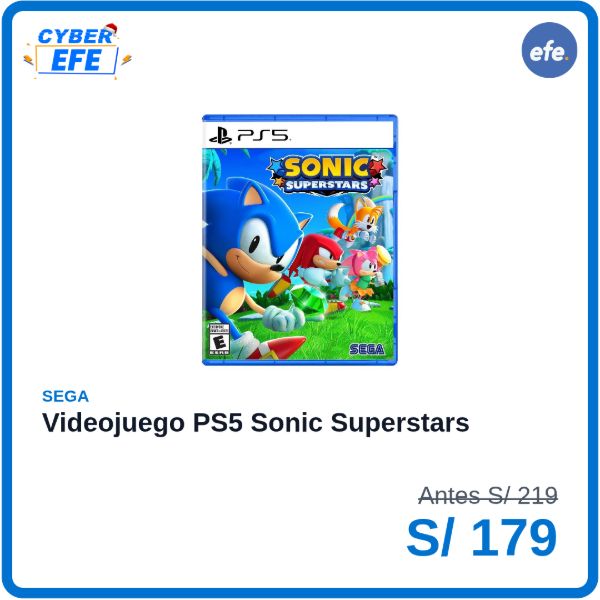 CYBER
EFE
efe.
PS5
SONIC
SUPERSTARS
E
SEGA
SEGA
Videojuego PS5 Sonic Superstars
Antes S/ 219
S/ 179